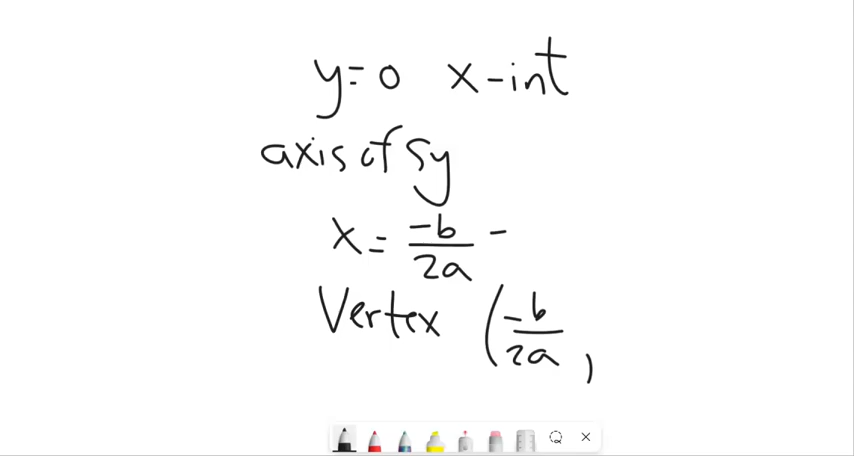 y=0 x-int
axis of sy
x = -b/2a -
Vertex (-b/2a ,